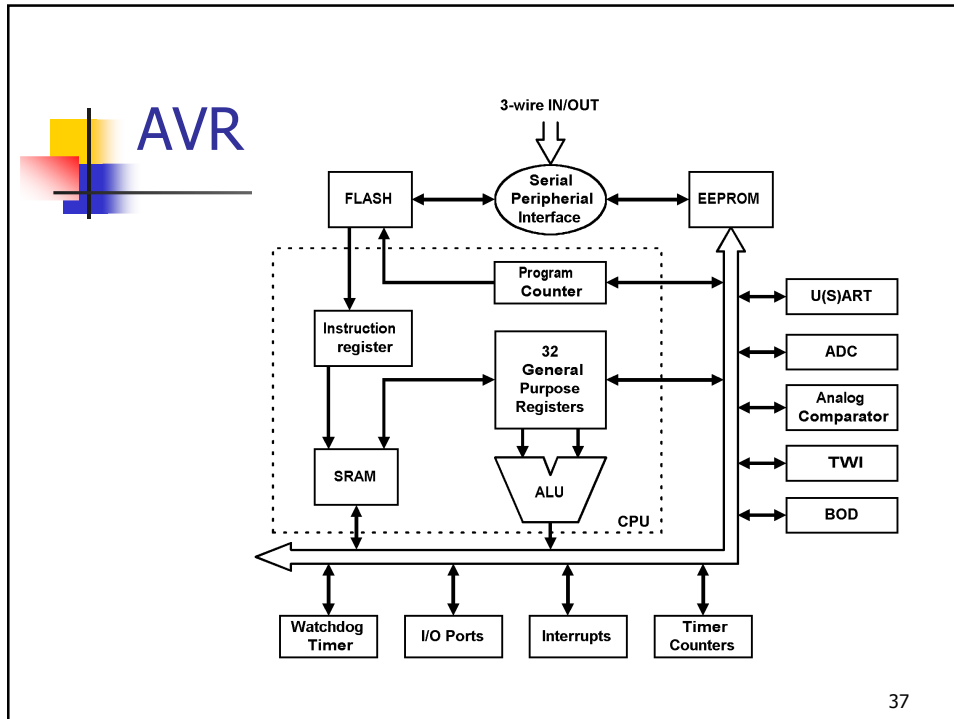 AVR
3-wire IN/OUT
FLASH
Serial
Peripherial
Interface
EEPROM
Program
Counter
U(S)ART
Instruction
register
32
General
Purpose
Registers
ADC
Analog
Comparator
SRAM
ALU
TWI
CPU
BOD
Watchdog
Timer
I/O Ports
Interrupts
Timer
Counters
37